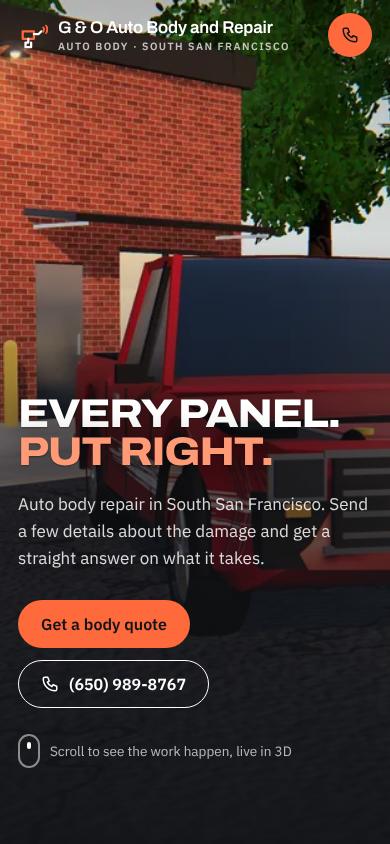 G & O Auto Body and Repair
AUTO BODY · SOUTH SAN FRANCISCO
EVERY PANEL.
PUT RIGHT.
Auto body repair in South San Francisco. Send
a few details about the damage and get a
straight answer on what it takes.
Get a body quote
(650) 989-8767
Scroll to see the work happen, live in 3D